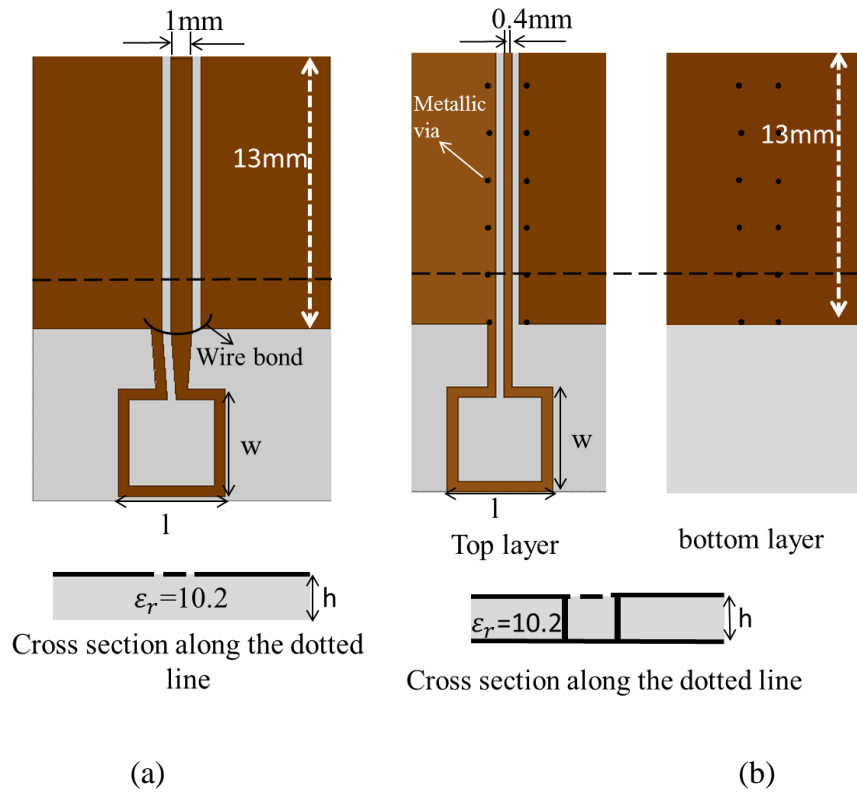 1mm
13mm
Wire bond
w
l
εᵣ=10.2
h
Cross section along the dotted
line
(a)
0.4mm
Metallic
via
13mm
w
l
Top layer
bottom layer
εᵣ=10.2
h
Cross section along the dotted line
(b)